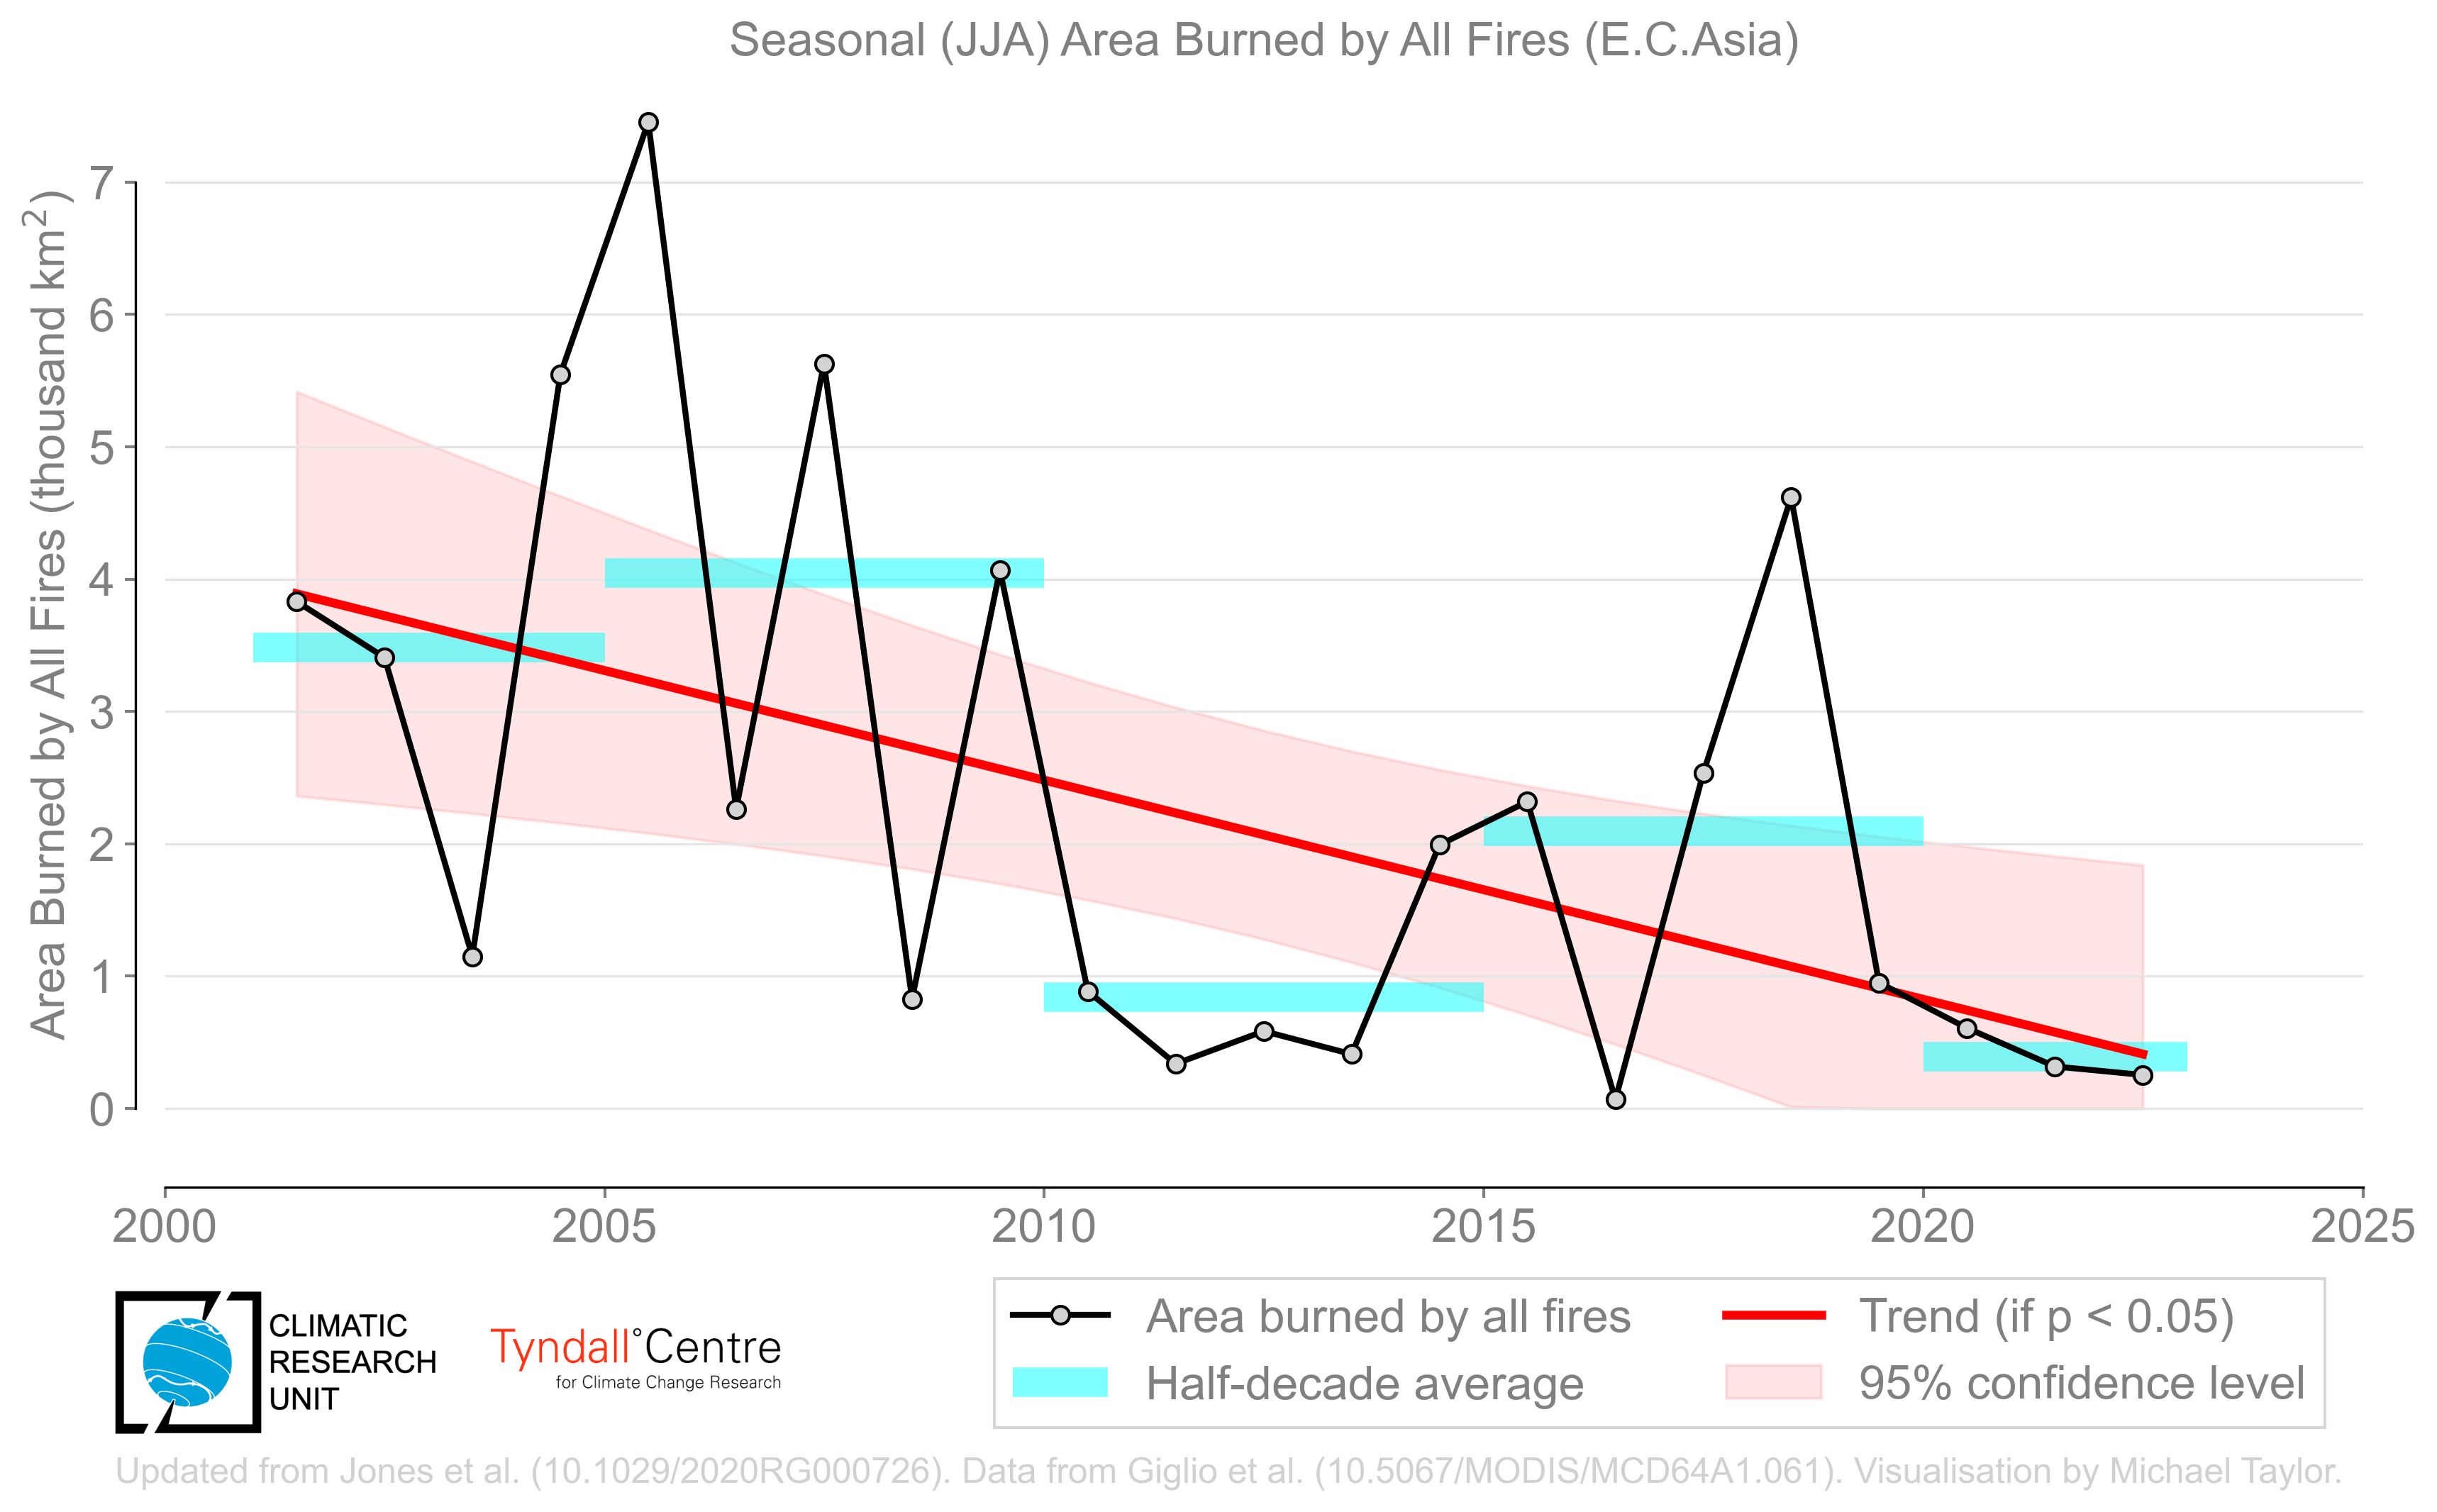 Seasonal (JJA) Area Burned by All Fires (E.C.Asia)
Area Burned by All Fires (thousand km²)
7
6
5
4
3
2
1
0
2000 2005 2010 2015 2020 2025
CLIMATIC
RESEARCH
UNIT
Tyndall°Centre
for Climate Change Research
Area burned by all fires
Half-decade average
Trend (if p < 0.05)
95% confidence level
Updated from Jones et al. (10.1029/2020RG000726). Data from Giglio et al. (10.5067/MODIS/MCD64A1.061). Visualisation by Michael Taylor.